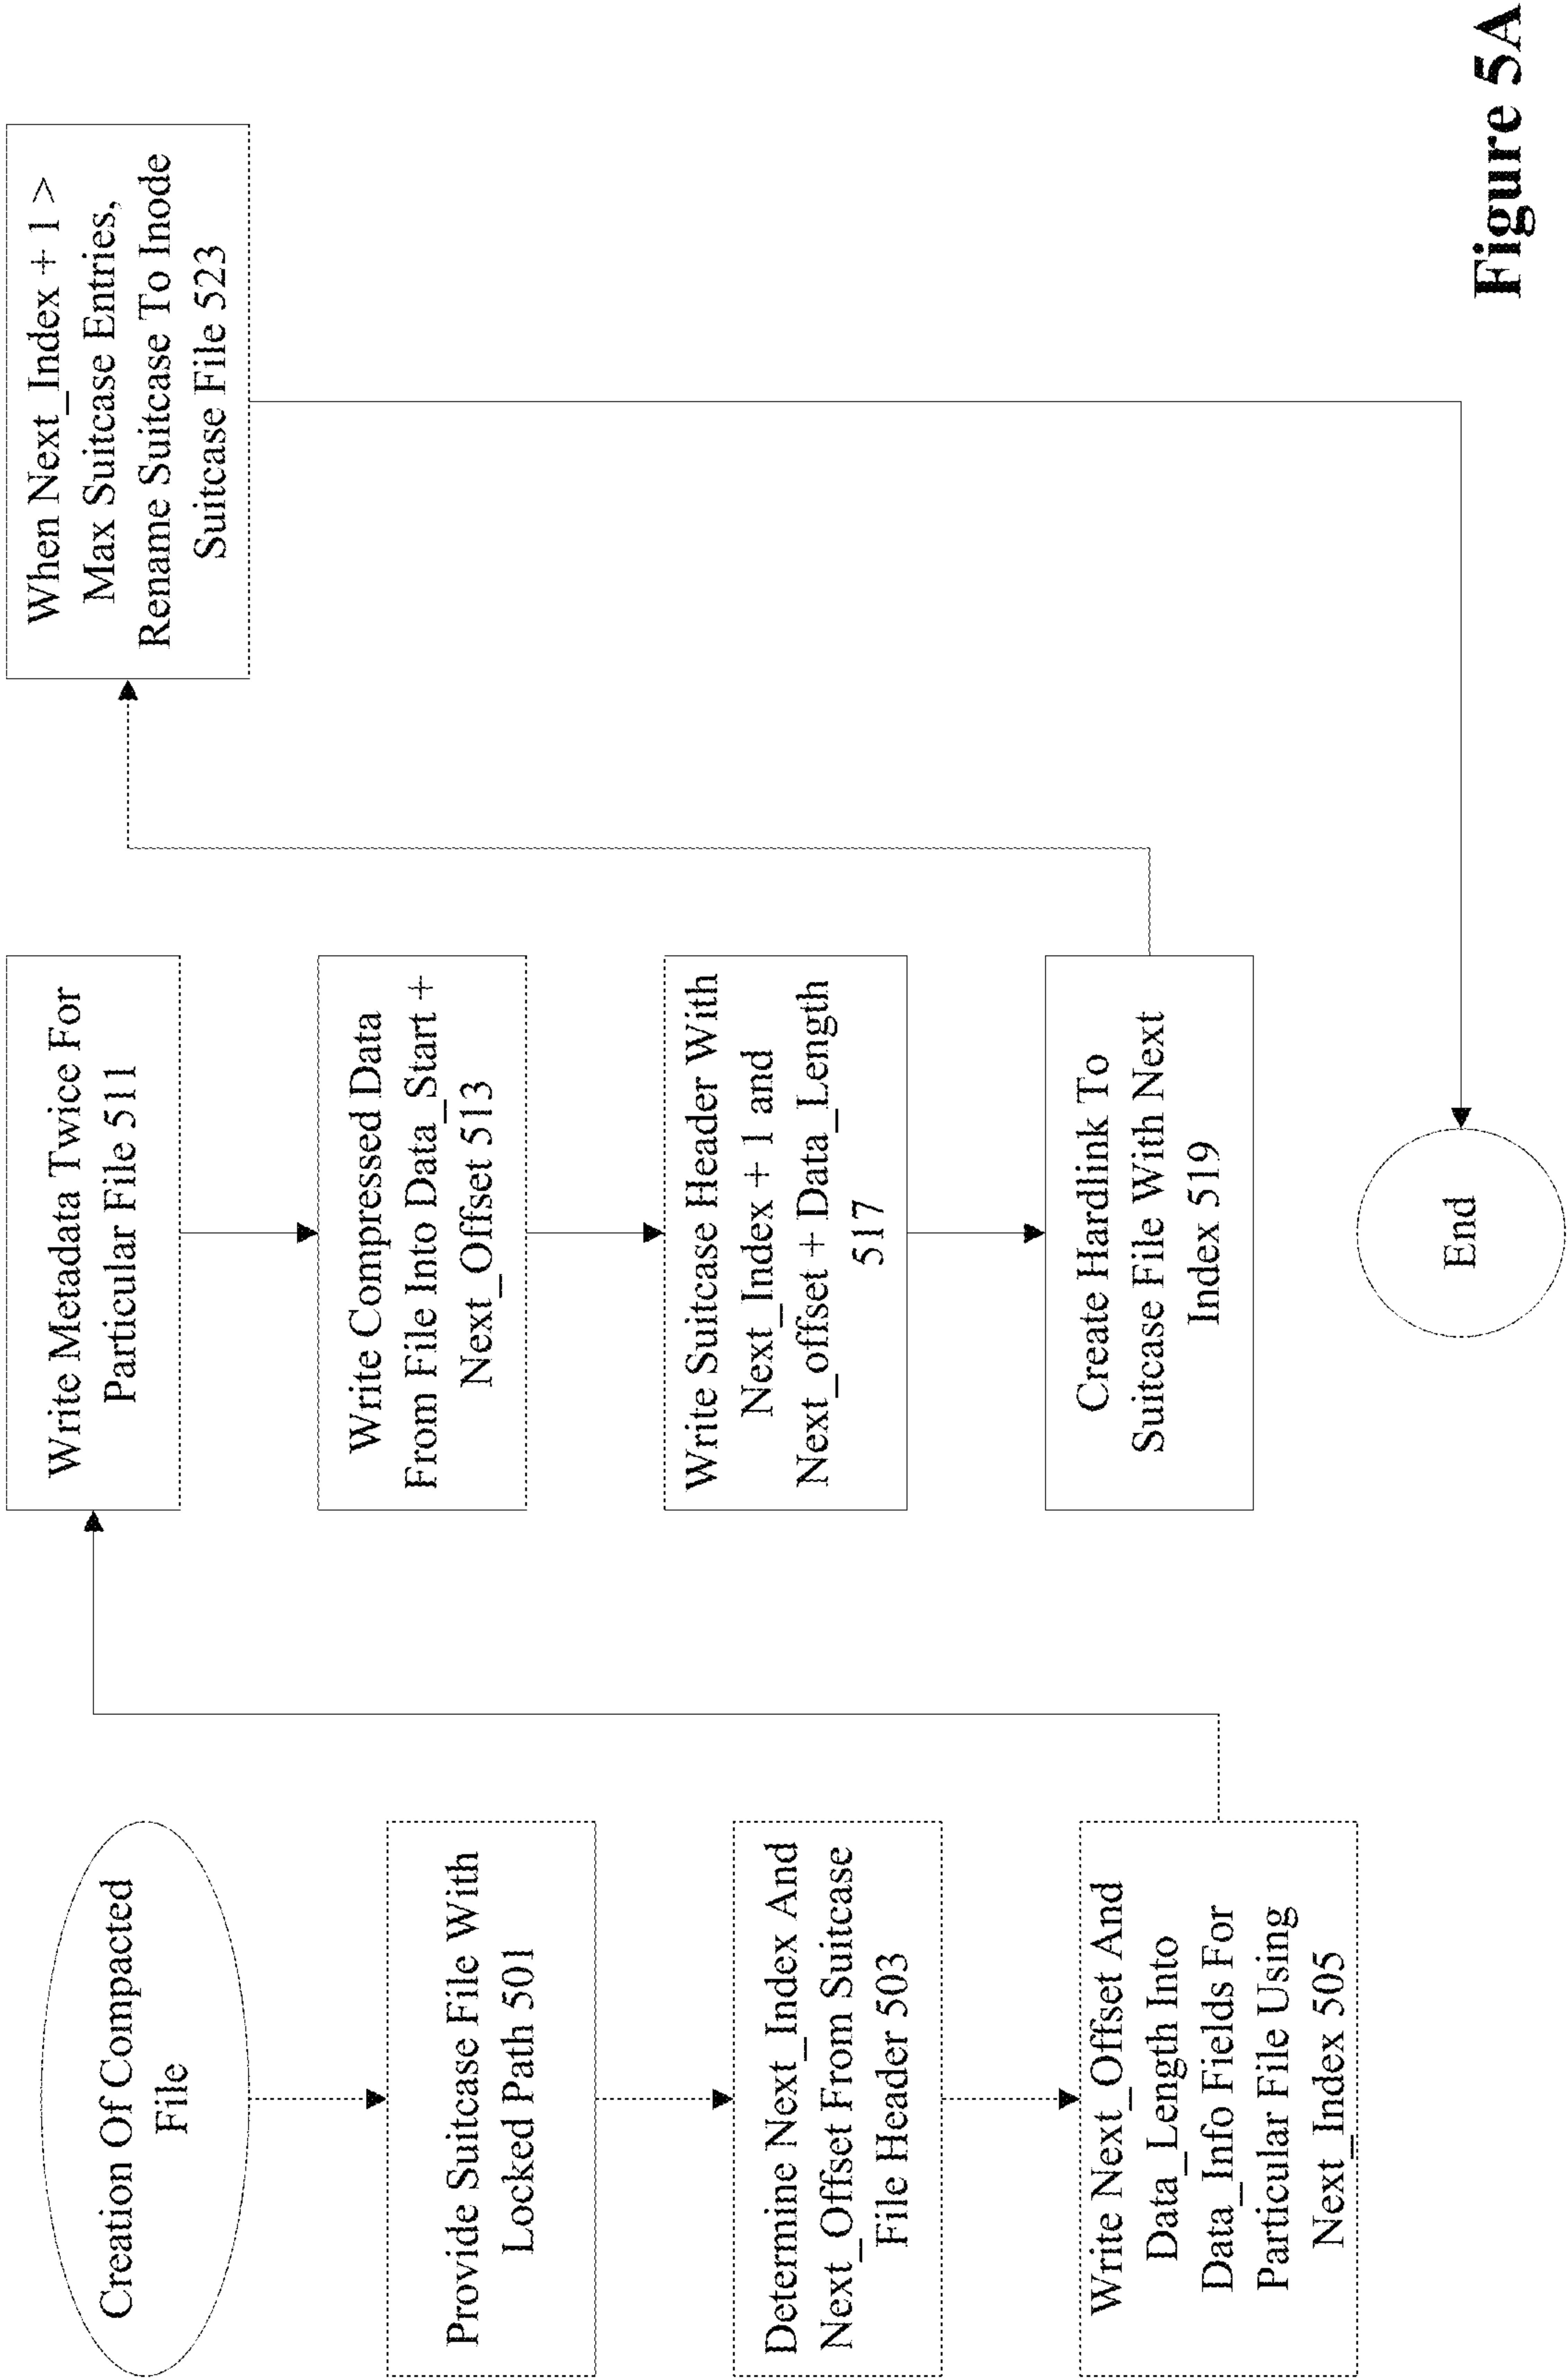 Creation Of Compacted
File
Provide Suitcase File With
Locked Path 501
Determine Next_Index And
Next_Offset From Suitcase
File Header 503
Write Next_Offset And
Data_Length Into
Data_Info Fields For
Particular File Using
Next_Index 505
Write Metadata Twice For
Particular File 511
Write Compressed Data
From File Into Data_Start +
Next_Offset 513
Write Suitcase Header With
Next_Index + 1 and
Next_offset + Data_Length
517
Create Hardlink To
Suitcase File With Next
Index 519
When Next_Index + 1 >
Max Suitcase Entries,
Rename Suitcase To Inode
Suitcase File 523
End
Figure 5A